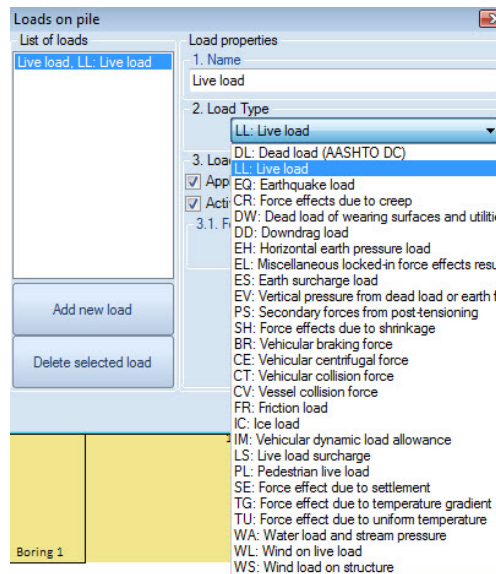 Loads on pile
List of loads
Live load, LL: Live load
Add new load
Delete selected load
Load properties
1. Name
Live load
2. Load Type
LL: Live load
3. Loa
App
Acti
3.1. F
DL: Dead load (AASHTO DC)
LL: Live load
EQ: Earthquake load
CR: Force effects due to creep
DW: Dead load of wearing surfaces and utilitie
DD: Downdrag load
EH: Horizontal earth pressure load
EL: Miscellaneous locked-in force effects resu
ES: Earth surcharge load
EV: Vertical pressure from dead load or earth f
PS: Secondary forces from post-tensioning
SH: Force effects due to shrinkage
BR: Vehicular braking force
CE: Vehicular centrifugal force
CT: Vehicular collision force
CV: Vessel collision force
FR: Friction load
IC: Ice load
IM: Vehicular dynamic load allowance
LS: Live load surcharge
PL: Pedestrian live load
SE: Force effect due to settlement
TG: Force effect due to temperature gradient
TU: Force effect due to uniform temperature
WA: Water load and stream pressure
WL: Wind on live load
WS: Wind load on structure
Boring 1